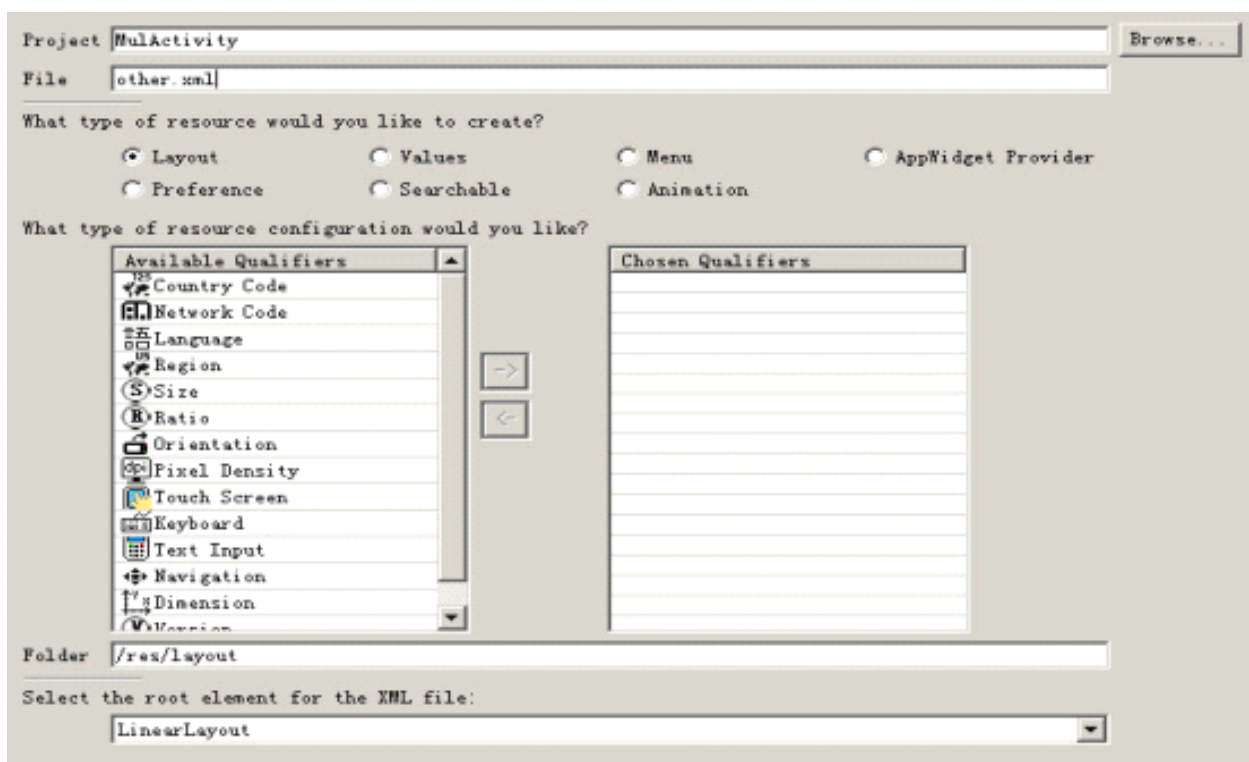 Project MulActivity Browse...
File other.xml
What type of resource would you like to create?
Layout Values Menu AppWidget Provider
Preference Searchable Animation
What type of resource configuration would you like?
Available Qualifiers Chosen Qualifiers
Country Code
Network Code
Language
Region
Size
Ratio
Orientation
Pixel Density
Touch Screen
Keyboard
Text Input
Navigation
Dimension
Version
-> 
<-
Folder /res/layout
Select the root element for the XML file:
LinearLayout